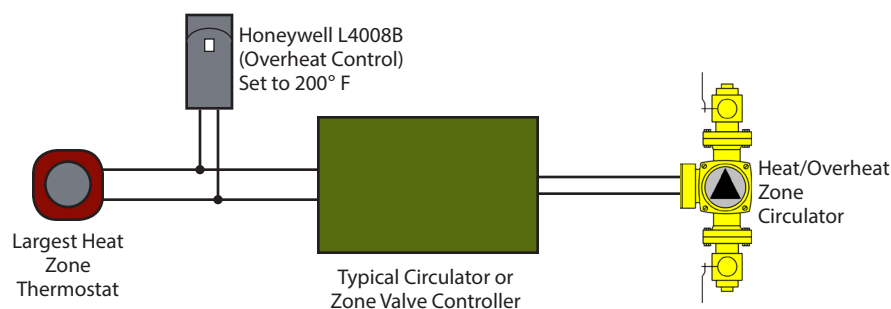 Honeywell L4008B
(Overheat Control)
Set to 200° F
Heat/Overheat
Zone
Circulator
Largest Heat
Zone
Thermostat
Typical Circulator or
Zone Valve Controller